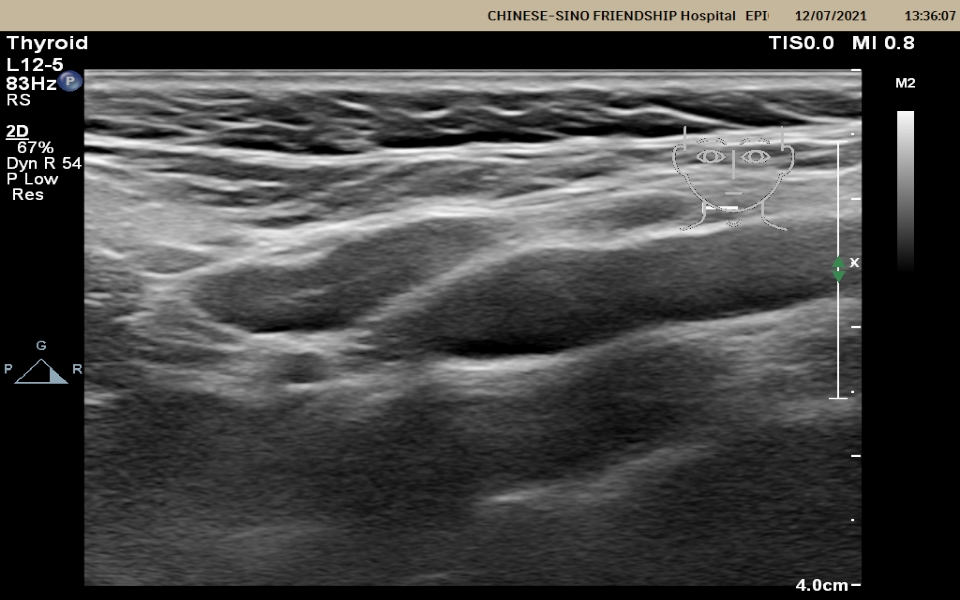 CHINESE-SINO FRIENDSHIP Hospital EPI 12/07/2021 13:36:07
Thyroid
TIS0.0 MI 0.8
L12-5
83Hz P
RS
M2
2D
67%
Dyn R 54
P Low
Res
X
G
P R
4.0cm